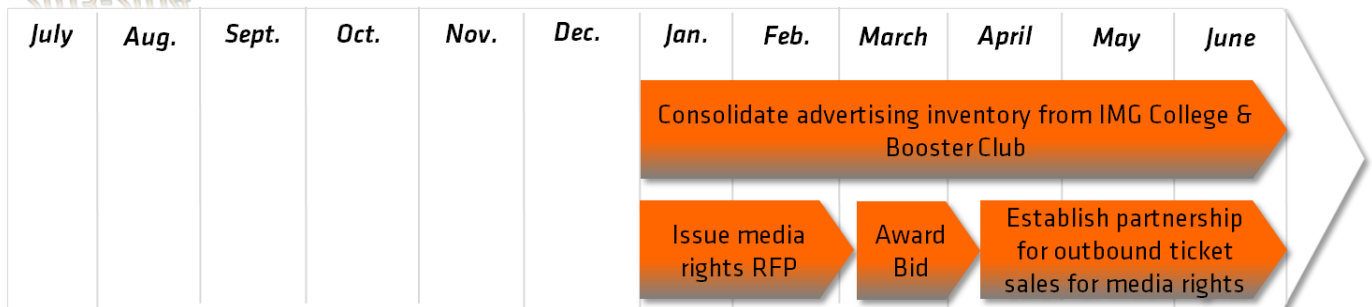 July Aug. Sept. Oct. Nov. Dec. Jan. Feb. March April May June
Consolidate advertising inventory from IMG College &
Booster Club
Issue media
rights RFP
Award
Bid
Establish partnership
for outbound ticket
sales for media rights